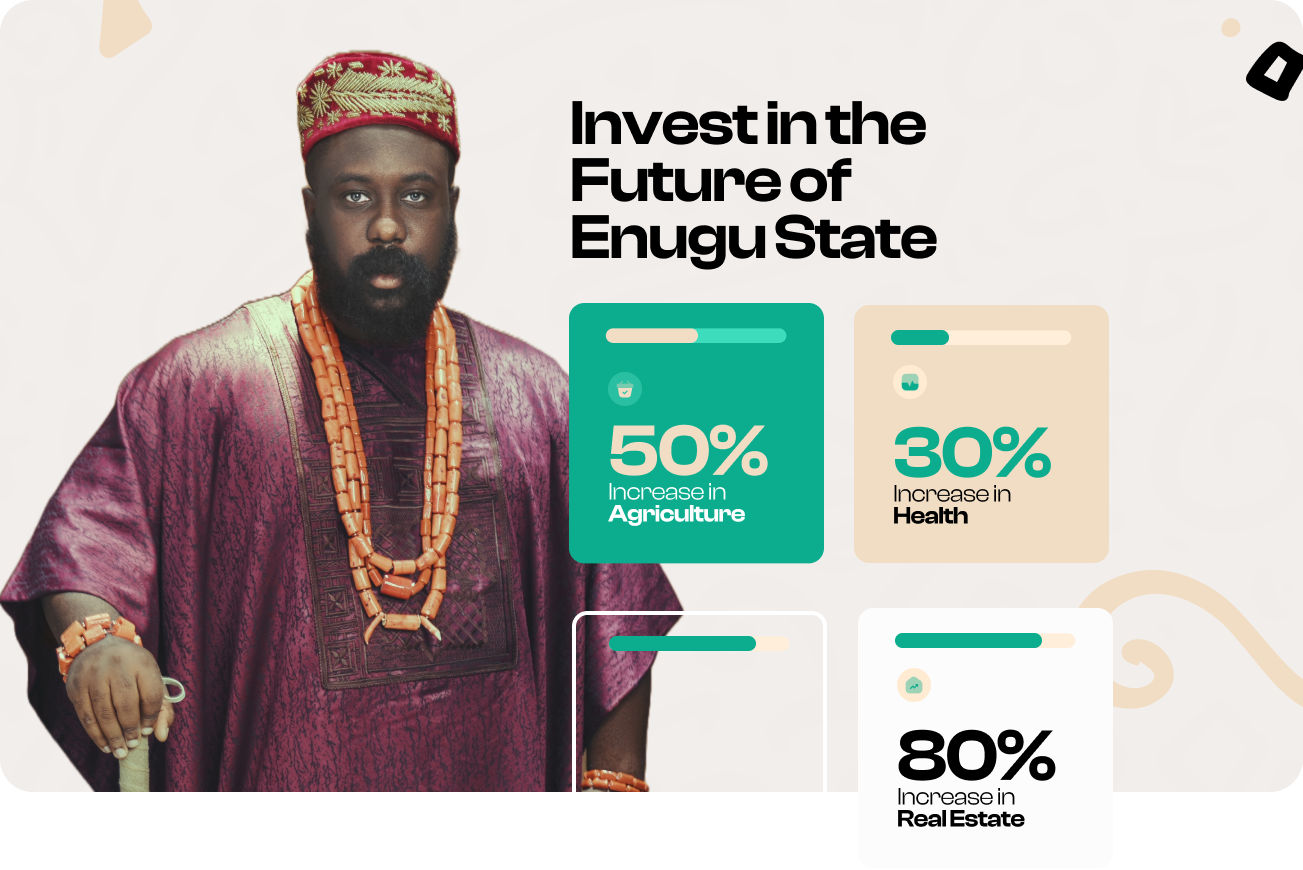 Invest in the
Future of
Enugu State
50%
Increase in
Agriculture
30%
Increase in
Health
80%
Increase in
Real Estate